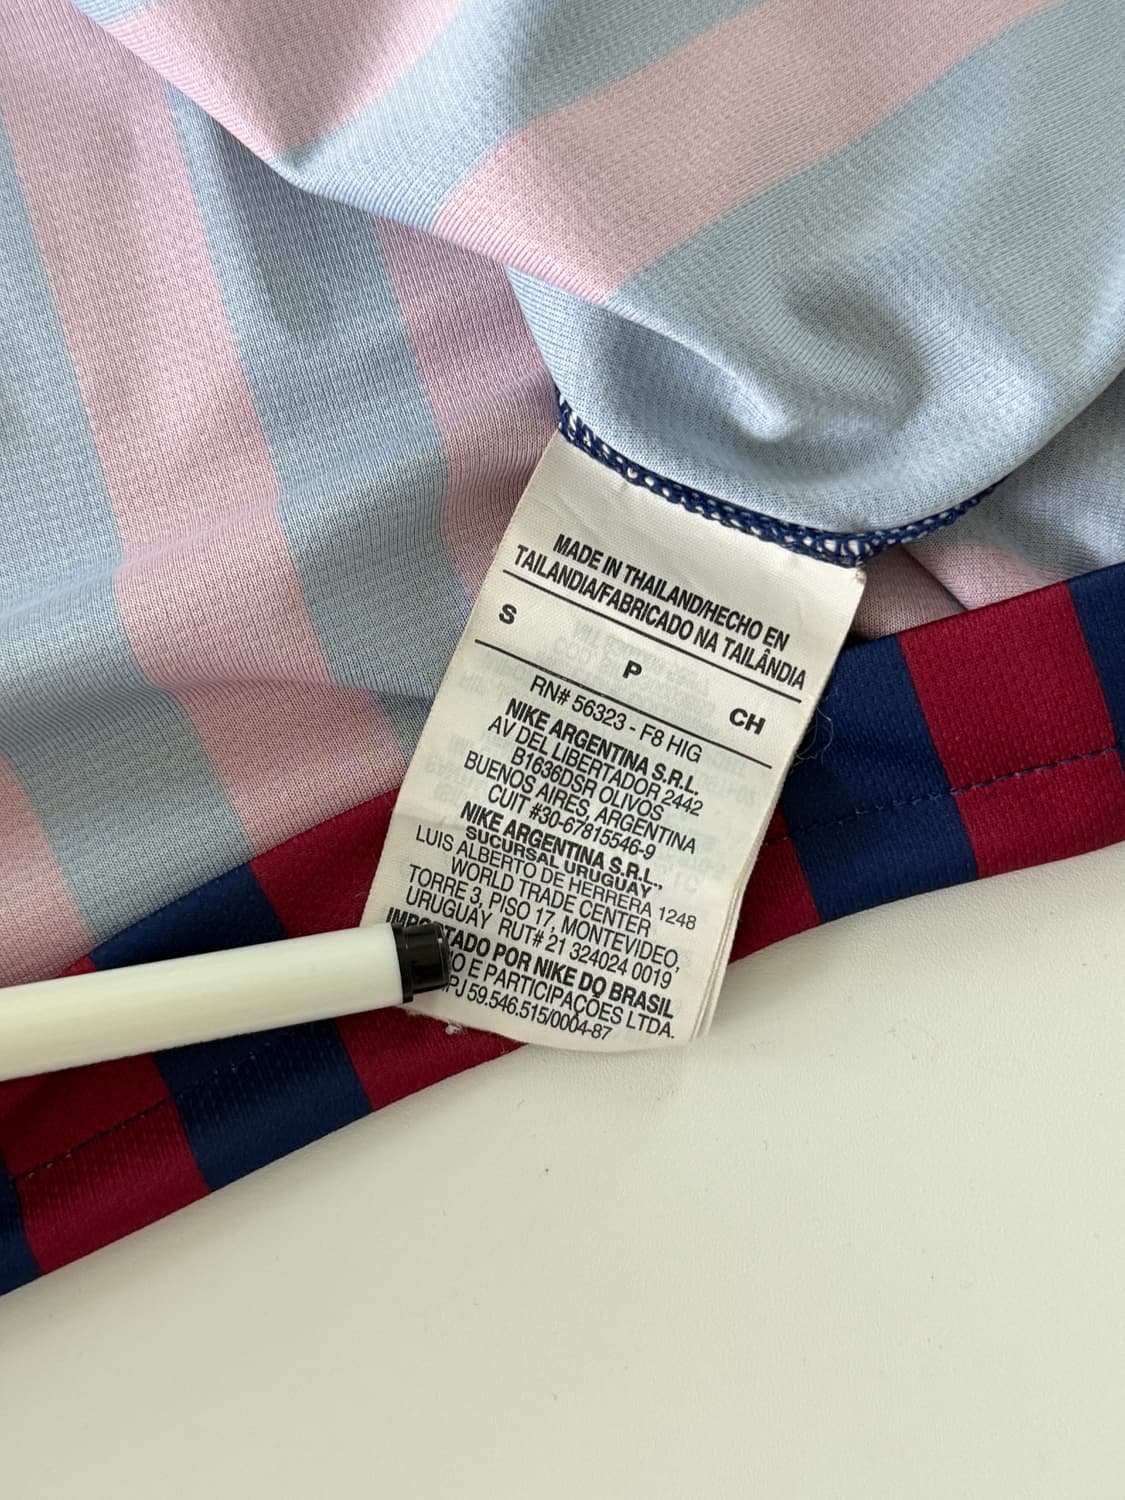 MADE IN THAILAND/HECHO EN
TAILANDIA/FABRICADO NA TAILÂNDIA
S P CH
RN# 56323 - F8 HIG
NIKE ARGENTINA S.R.L.
AV DEL LIBERTADOR 2442
B1636DSR OLIVOS
BUENOS AIRES, ARGENTINA
CUIT #30-67815546-9
NIKE ARGENTINA S.R.L.,
SUCURSAL URUGUAY
LUIS ALBERTO DE HERRERA 1248
WORLD TRADE CENTER
TORRE 3, PISO 17, MONTEVIDEO,
URUGUAY RUT# 21 324024 0019
POR NIKE DO BRASIL
E PARTICIPAÇÕES LTDA.
59.546.515/0004-87